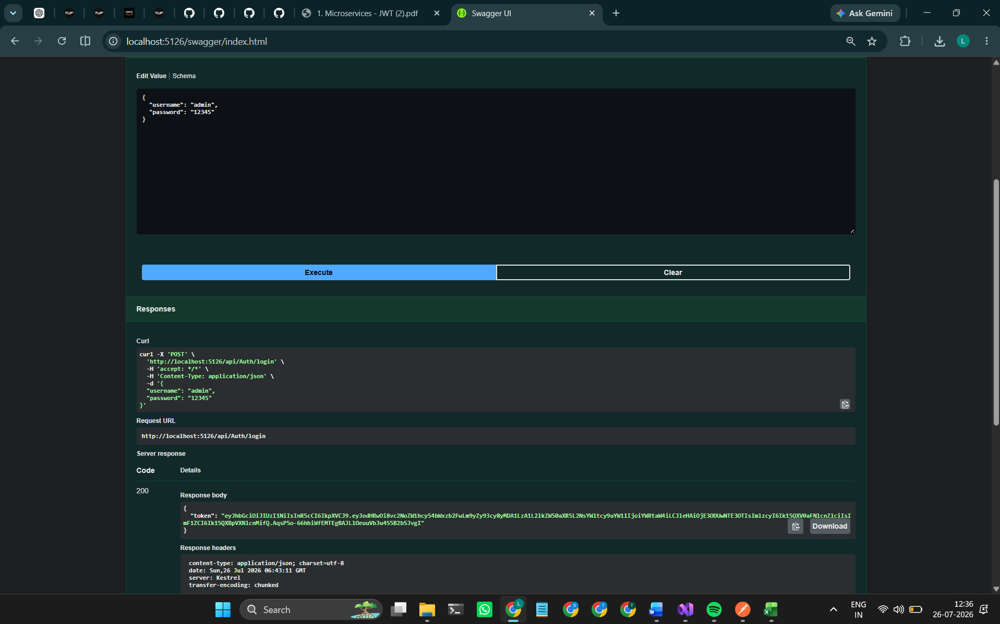 TUF
TUF
aws
TUF
1. Microservices - JWT (2).pdf
Swagger UI
Ask Gemini
localhost:5126/swagger/index.html
L
Edit Value
Schema
{
"username": "admin",
"password": "12345"
}
Execute
Clear
Responses
Curl
curl -X 'POST' \
'http://localhost:5126/api/Auth/login' \
-H 'accept: */*' \
-H 'Content-Type: application/json' \
-d '{
"username": "admin",
"password": "12345"
}'
Request URL
http://localhost:5126/api/Auth/login
Server response
Code
Details
200
Response body
{
"token":
}
Download
Response headers
content-type: application/json; charset=utf-8
date: Sun,26 Jul 2026 06:43:11 GMT
server: Kestrel
transfer-encoding: chunked
Search
L
S
T
T
ENG
IN
12:36
26-07-2026